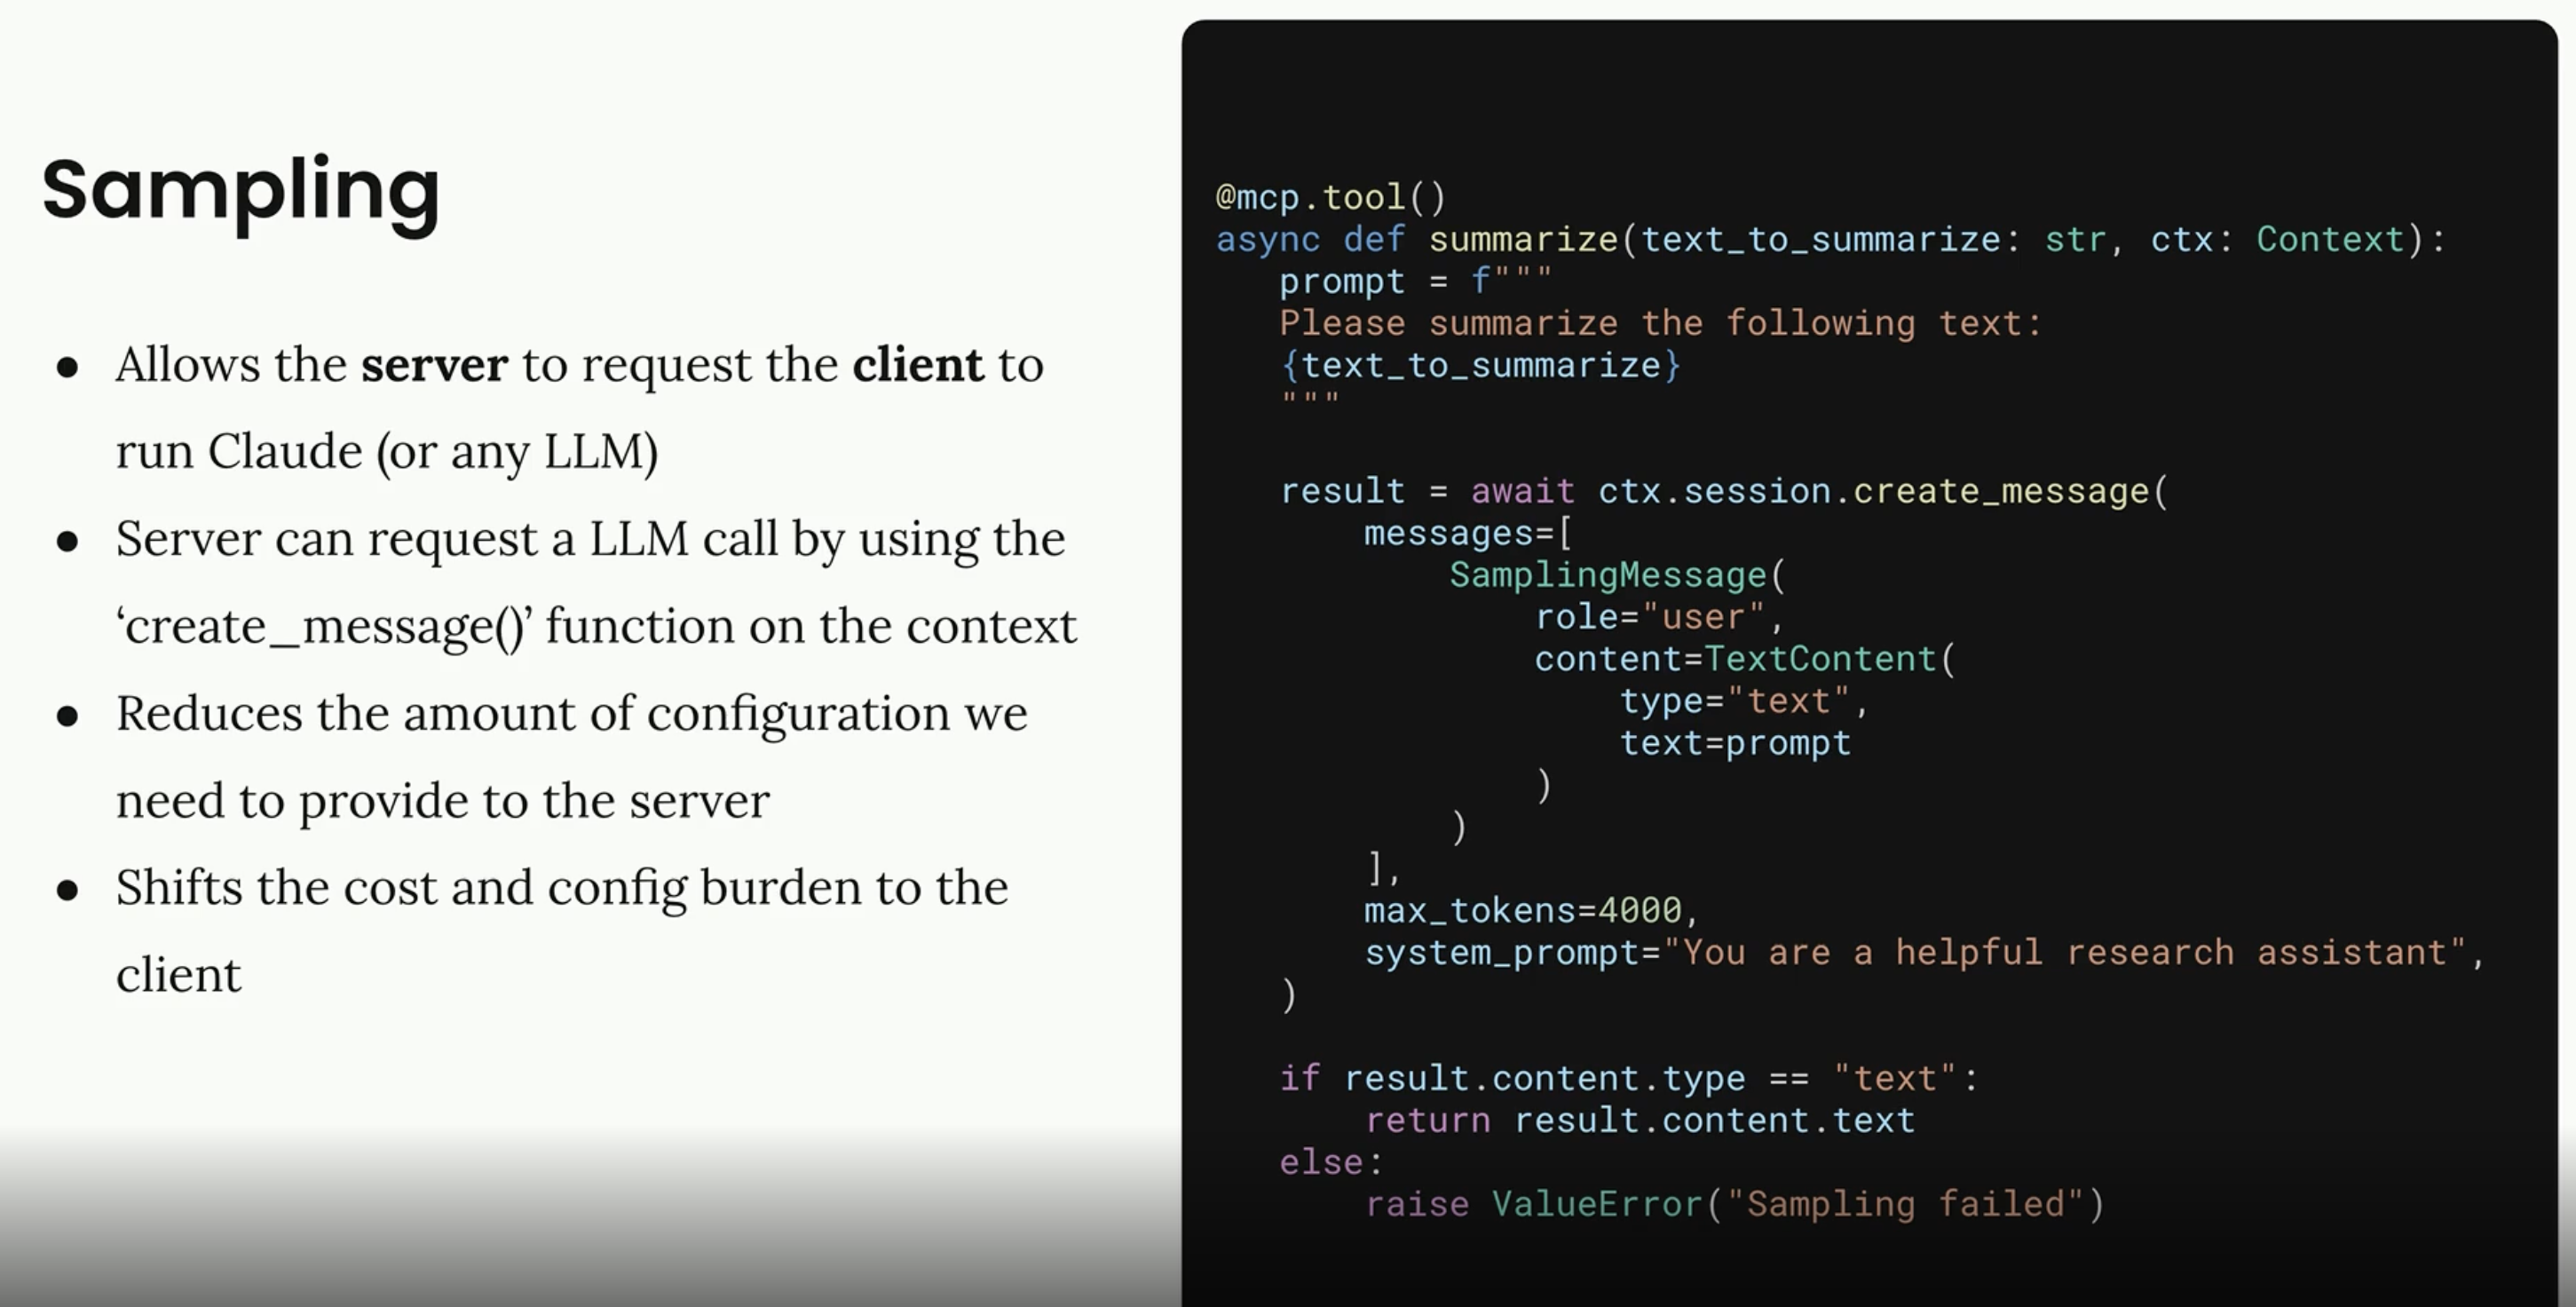 Sampling
● Allows the server to request the client to
run Claude (or any LLM)
● Server can request a LLM call by using the
‘create_message()’ function on the context
● Reduces the amount of configuration we
need to provide to the server
● Shifts the cost and config burden to the
client
@mcp.tool()
async def summarize(text_to_summarize: str, ctx: Context):
   prompt = f"""
   Please summarize the following text:
   {text_to_summarize}
   """
   result = await ctx.session.create_message(
       messages=[
           SamplingMessage(
               role="user",
               content=TextContent(
                   type="text",
                   text=prompt
               )
           )
       ],
       max_tokens=4000,
       system_prompt="You are a helpful research assistant",
   )
   if result.content.type == "text":
       return result.content.text
   else:
       raise ValueError("Sampling failed")